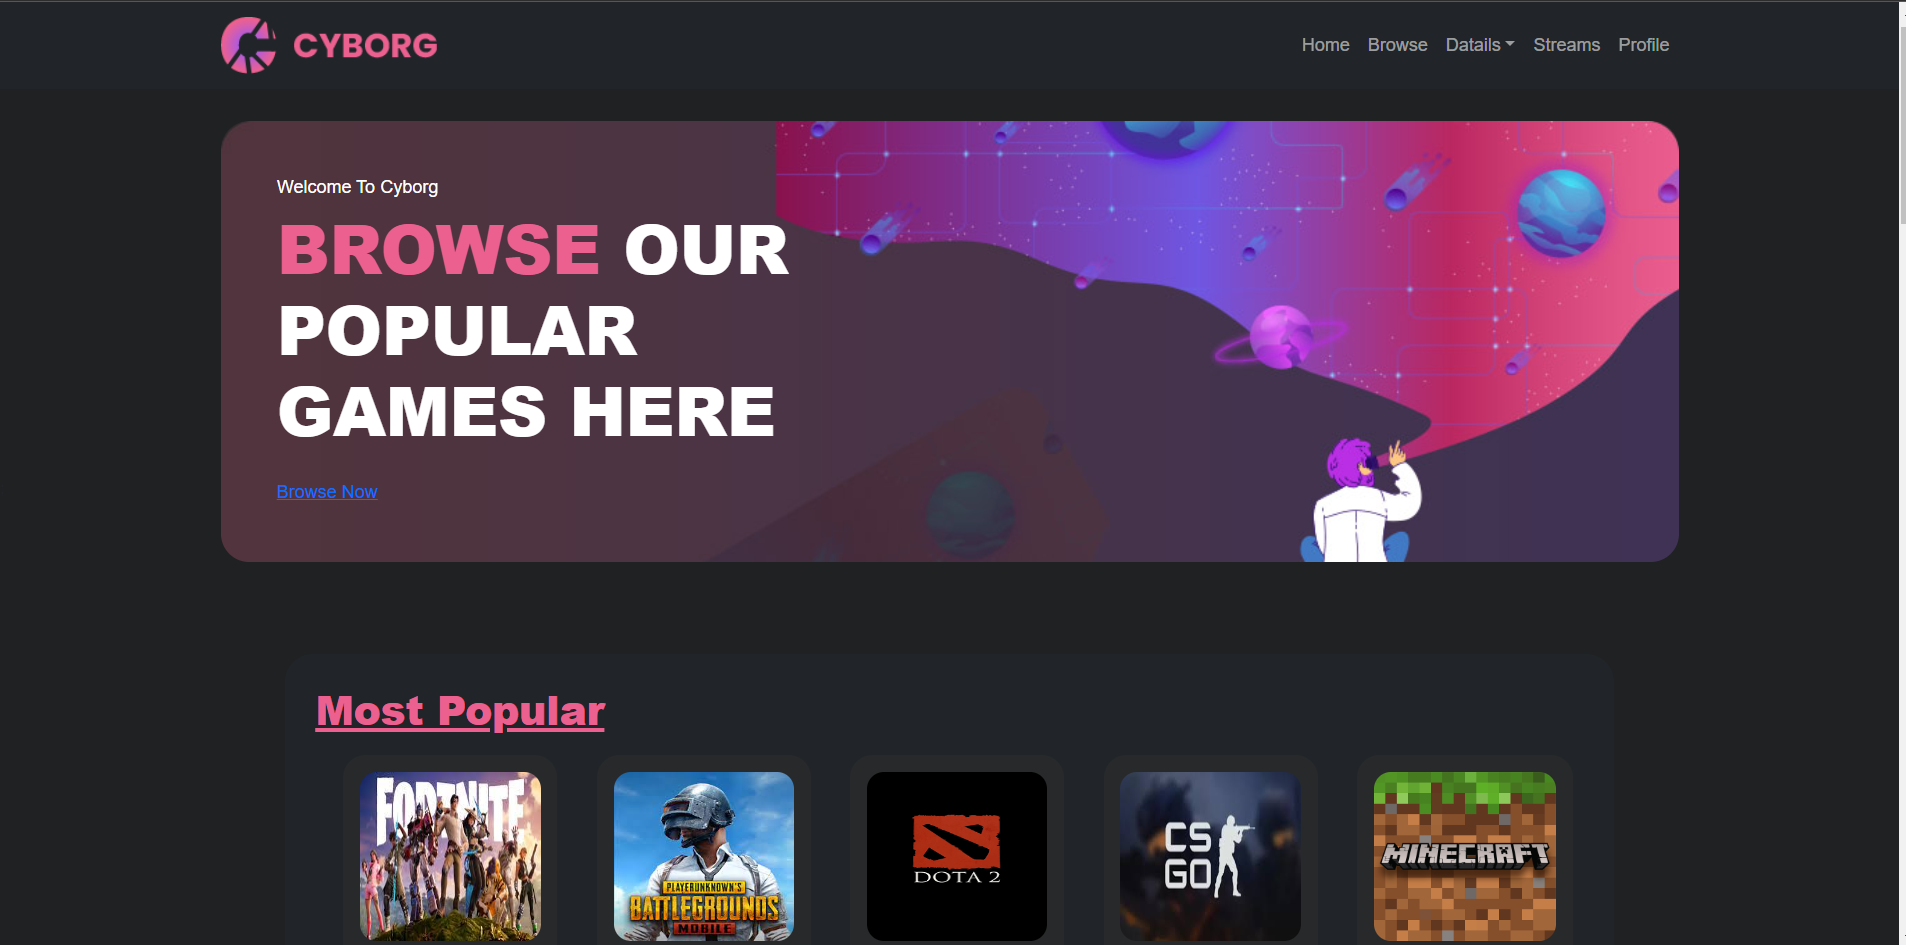 CYBORG
Home Browse Datails Streams Profile
Welcome To Cyborg
BROWSE OUR
POPULAR
GAMES HERE
Browse Now
Most Popular
FORTNITE
PLAYERUNKNOWN'S
BATTLEGROUNDS
MOBILE
DOTA 2
CS
GO
MINECRAFT